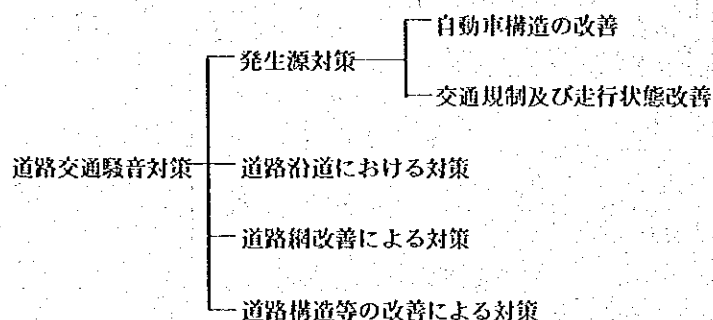 自動車構造の改善
発生源対策
交通規制及び走行状態改善
道路交通騒音対策
道路沿道における対策
道路網改善による対策
道路構造等の改善による対策